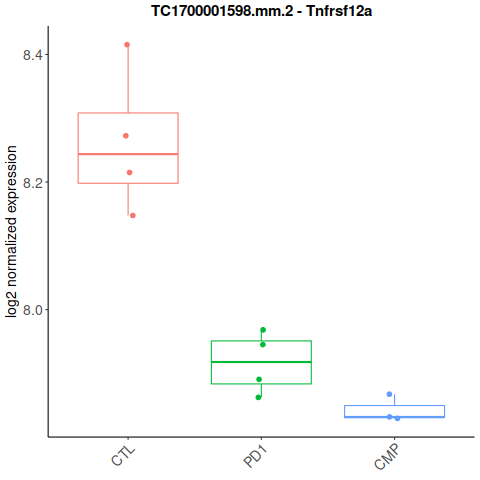 TC1700001598.mm.2 - Tnfrsf12a
log2 normalized expression
8.4
8.2
8.0
CTL
PD1
CMP